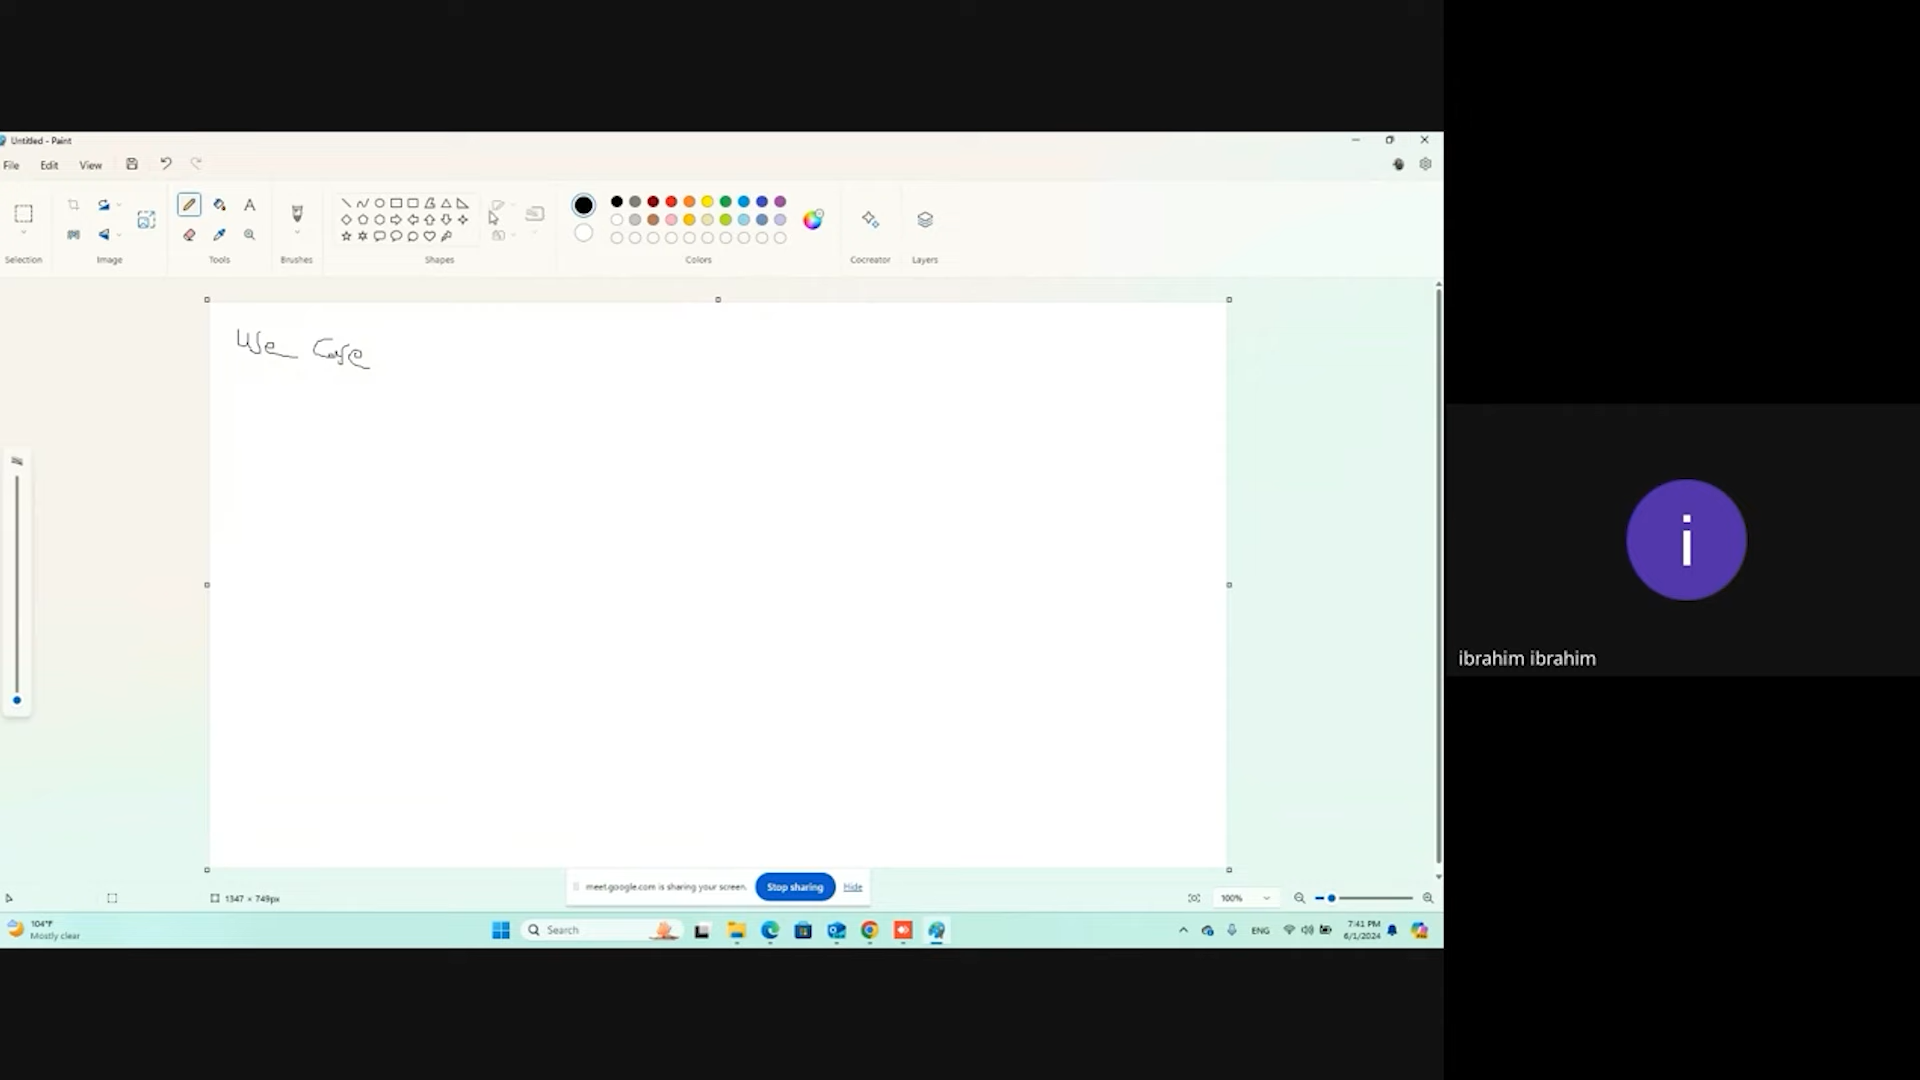 Untitled - Paint
File Edit View
Selection Image Tools Brushes Shapes Colors Cocreator Layers
Use Case
i
ibrahim ibrahim
meet.google.com is sharing your screen. Stop sharing Hide
1347 × 749px
100%
104°F
Mostly clear
Search
ENG
7:41 PM
6/1/2024